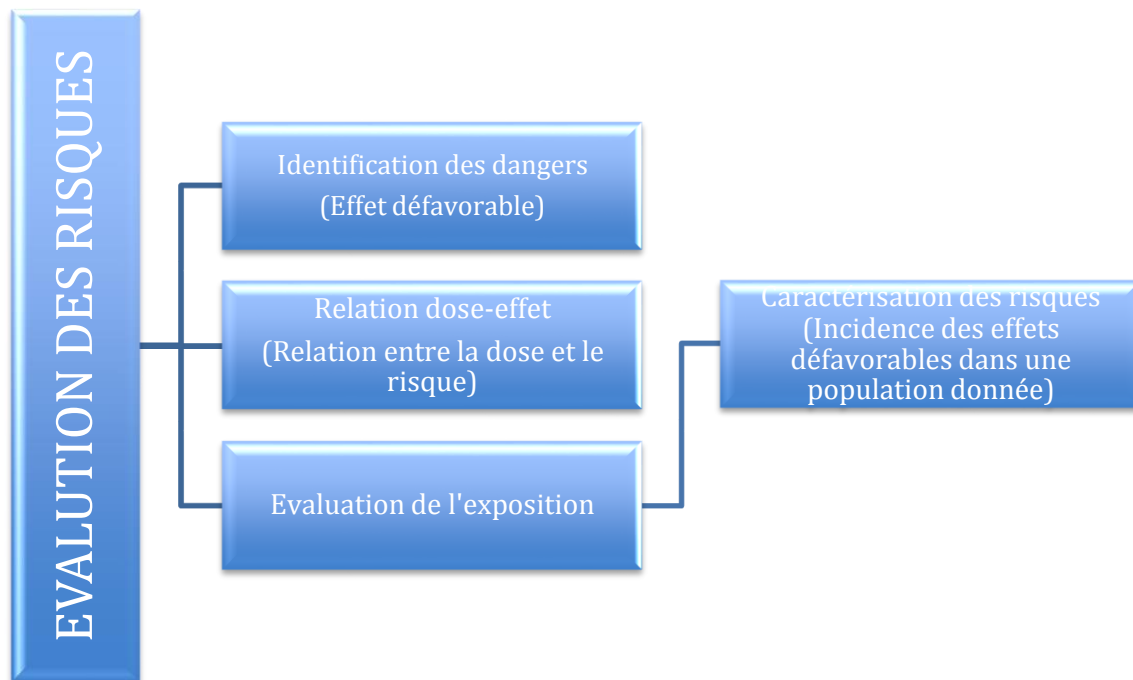 EVALUTION DES RISQUES
Identification des dangers
(Effet défavorable)
Relation dose-effet
(Relation entre la dose et le
risque)
Evaluation de l'exposition
Caractérisation des risques
(Incidence des effets
défavorables dans une
population donnée)